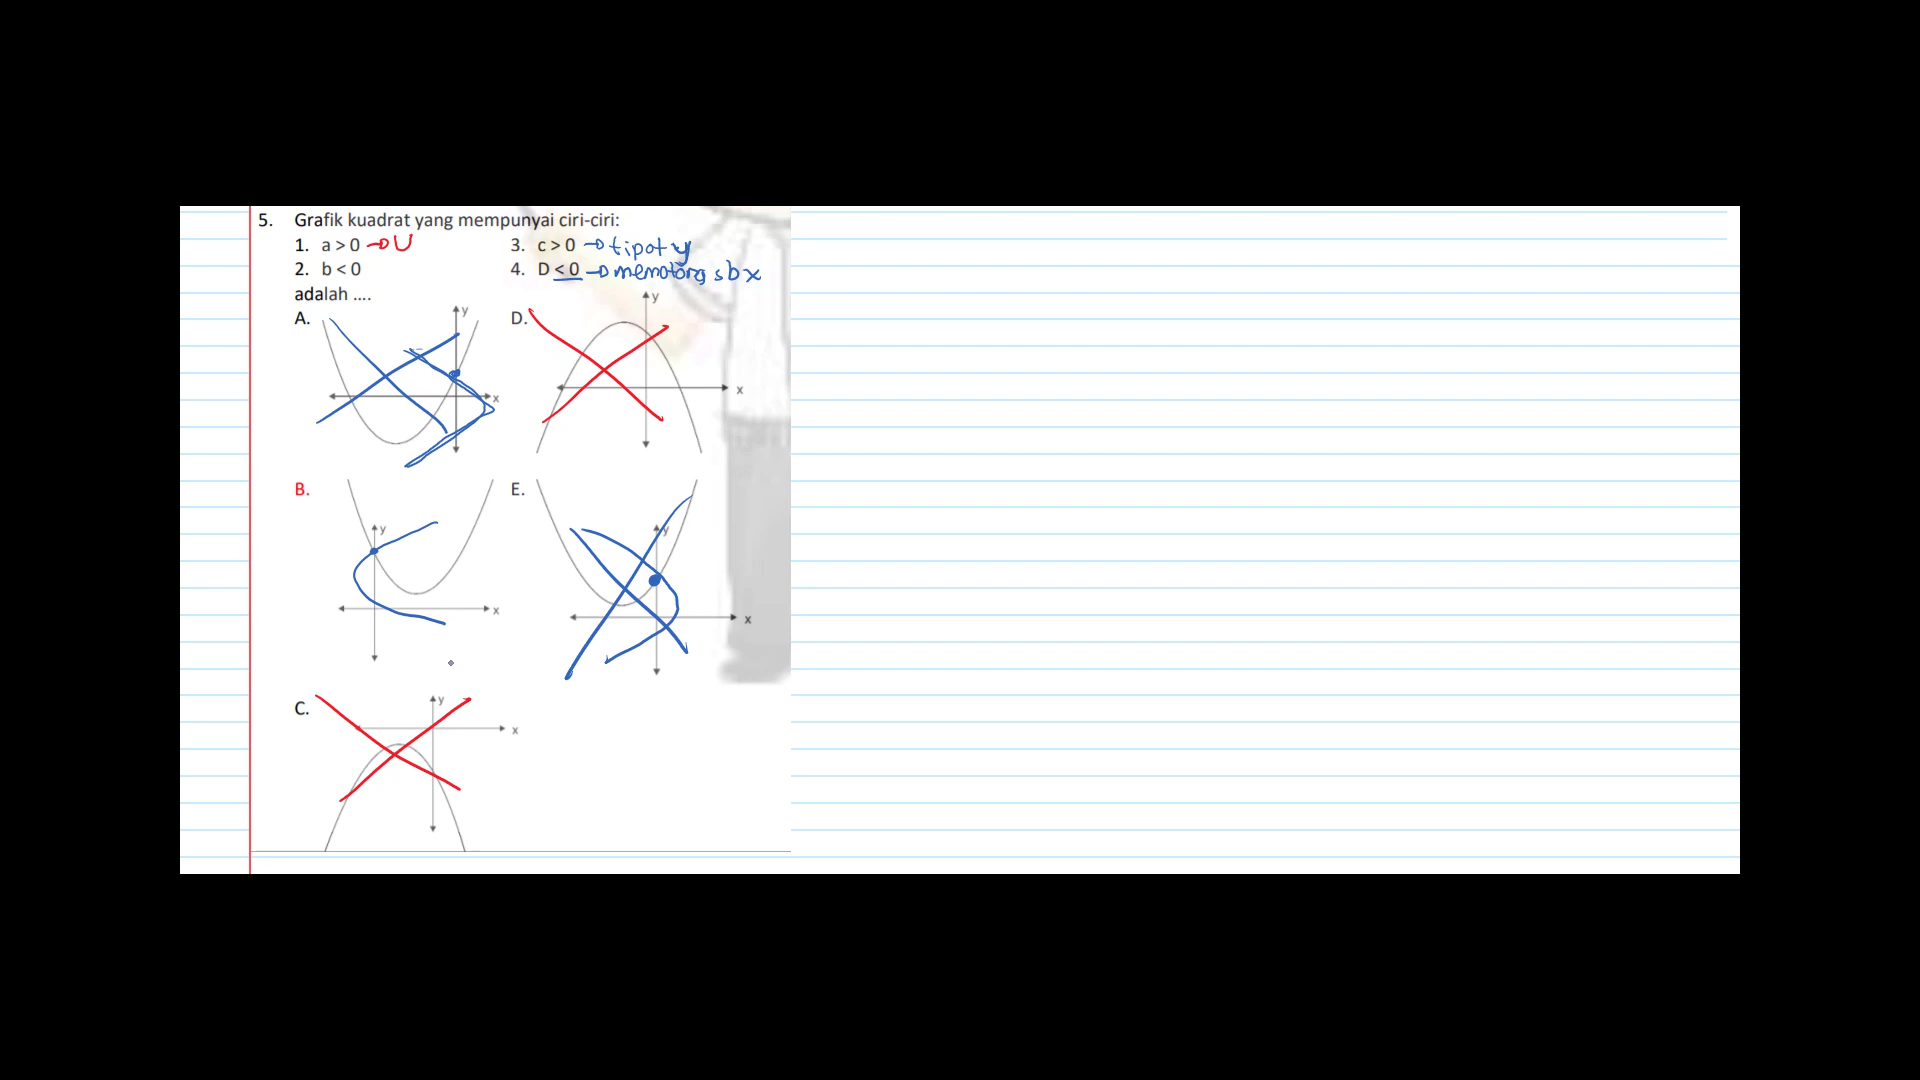 5. Grafik kuadrat yang mempunyai ciri-ciri:
1. a > 0 → U 3. c > 0 → tipot y
2. b < 0 4. D < 0 → memotong sb x
adalah ....
A. y x
D. y x
B. y x
E. y x
C. y x